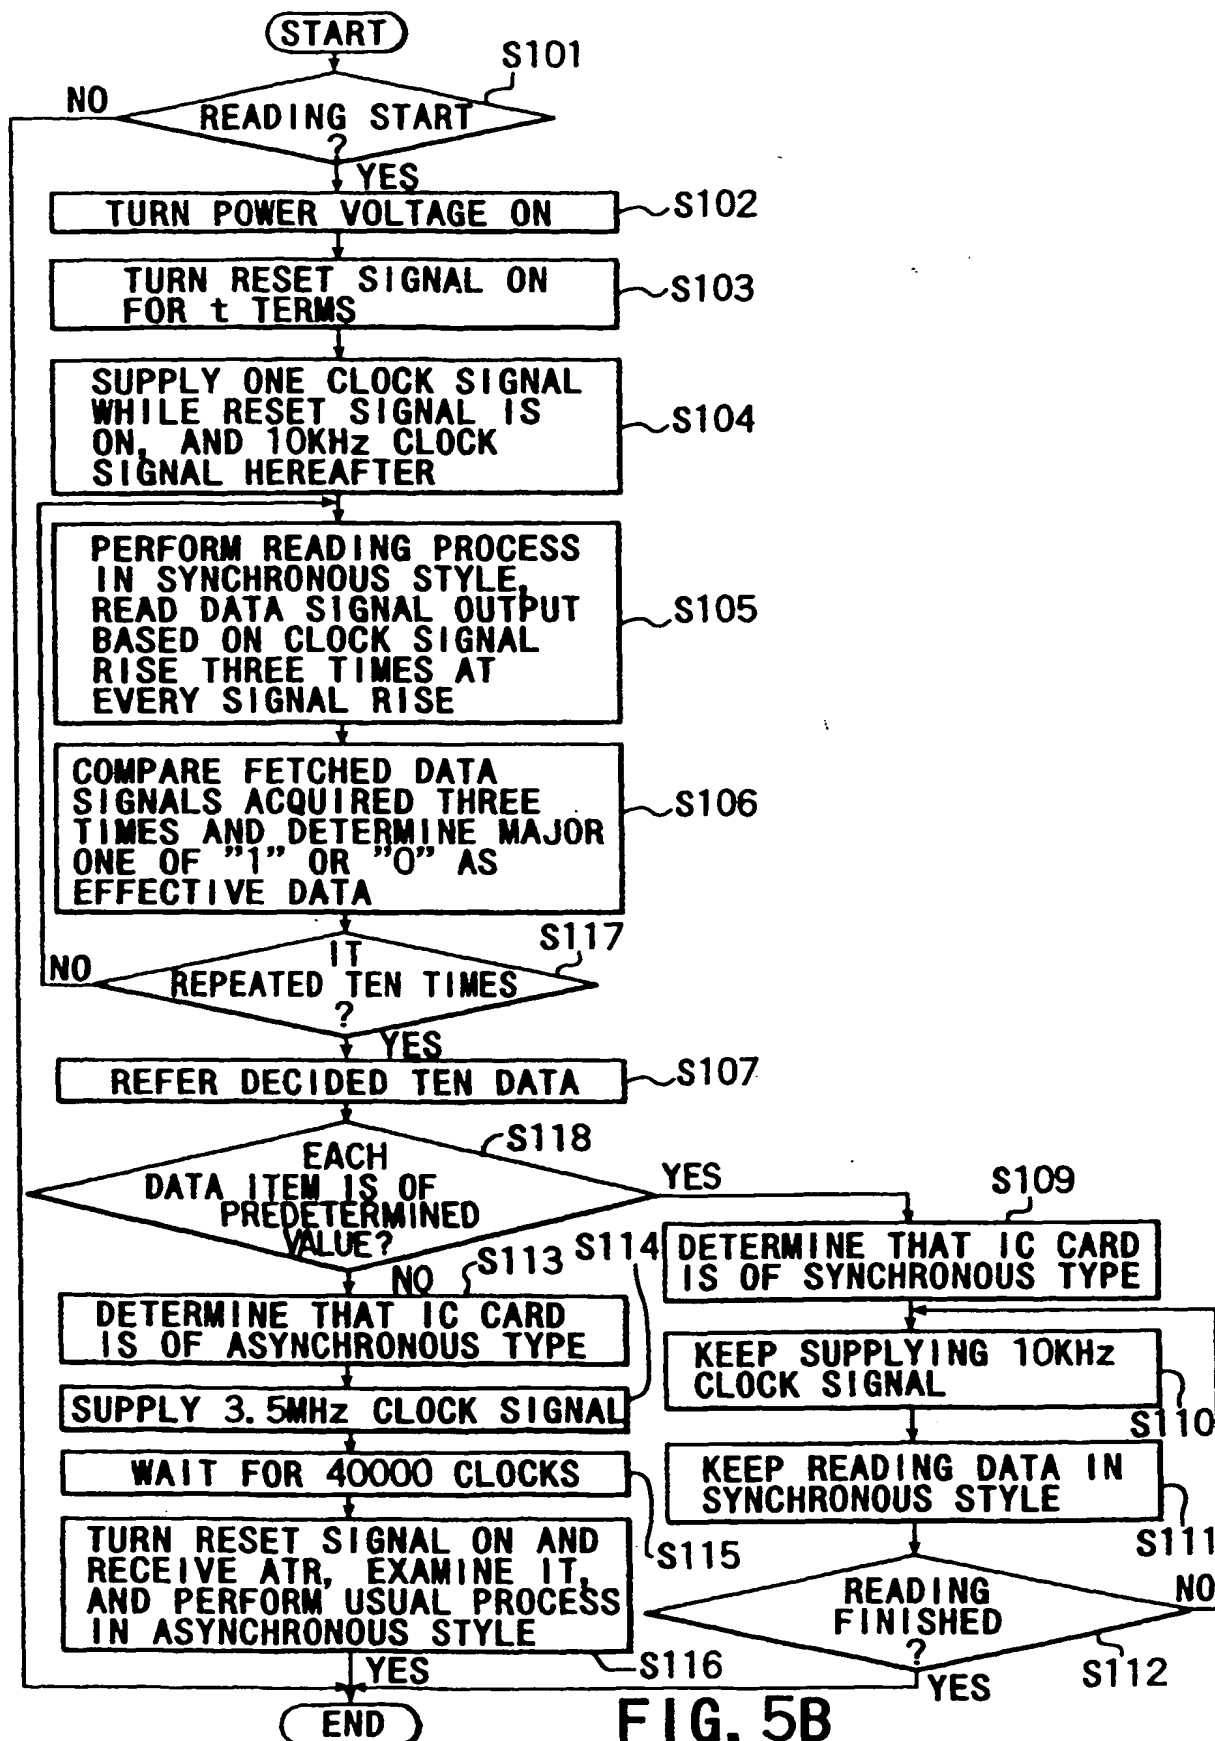 START
S101
NO
READING START
?
YES
TURN POWER VOLTAGE ON
S102
TURN RESET SIGNAL ON
FOR t TERMS
S103
SUPPLY ONE CLOCK SIGNAL
WHILE RESET SIGNAL IS
ON, AND 10KHz CLOCK
SIGNAL HEREAFTER
S104
PERFORM READING PROCESS
IN SYNCHRONOUS STYLE,
READ DATA SIGNAL OUTPUT
BASED ON CLOCK SIGNAL
RISE THREE TIMES AT
EVERY SIGNAL RISE
S105
COMPARE FETCHED DATA
SIGNALS ACQUIRED THREE
TIMES AND DETERMINE MAJOR
ONE OF "1" OR "0" AS
EFFECTIVE DATA
S106
S117
NO
IT
REPEATED TEN TIMES
?
YES
REFER DECIDED TEN DATA
S107
S118
EACH
DATA ITEM IS OF
PREDETERMINED
VALUE?
YES
NO
S113
S114
DETERMINE THAT IC CARD
IS OF ASYNCHRONOUS TYPE
SUPPLY 3.5MHz CLOCK SIGNAL
WAIT FOR 40000 CLOCKS
S115
TURN RESET SIGNAL ON AND
RECEIVE ATR, EXAMINE IT,
AND PERFORM USUAL PROCESS
IN ASYNCHRONOUS STYLE
S116
YES
S109
DETERMINE THAT IC CARD
IS OF SYNCHRONOUS TYPE
KEEP SUPPLYING 10KHz
CLOCK SIGNAL
S110
KEEP READING DATA IN
SYNCHRONOUS STYLE
S111
READING
FINISHED
?
NO
S112
YES
END
FIG. 5B